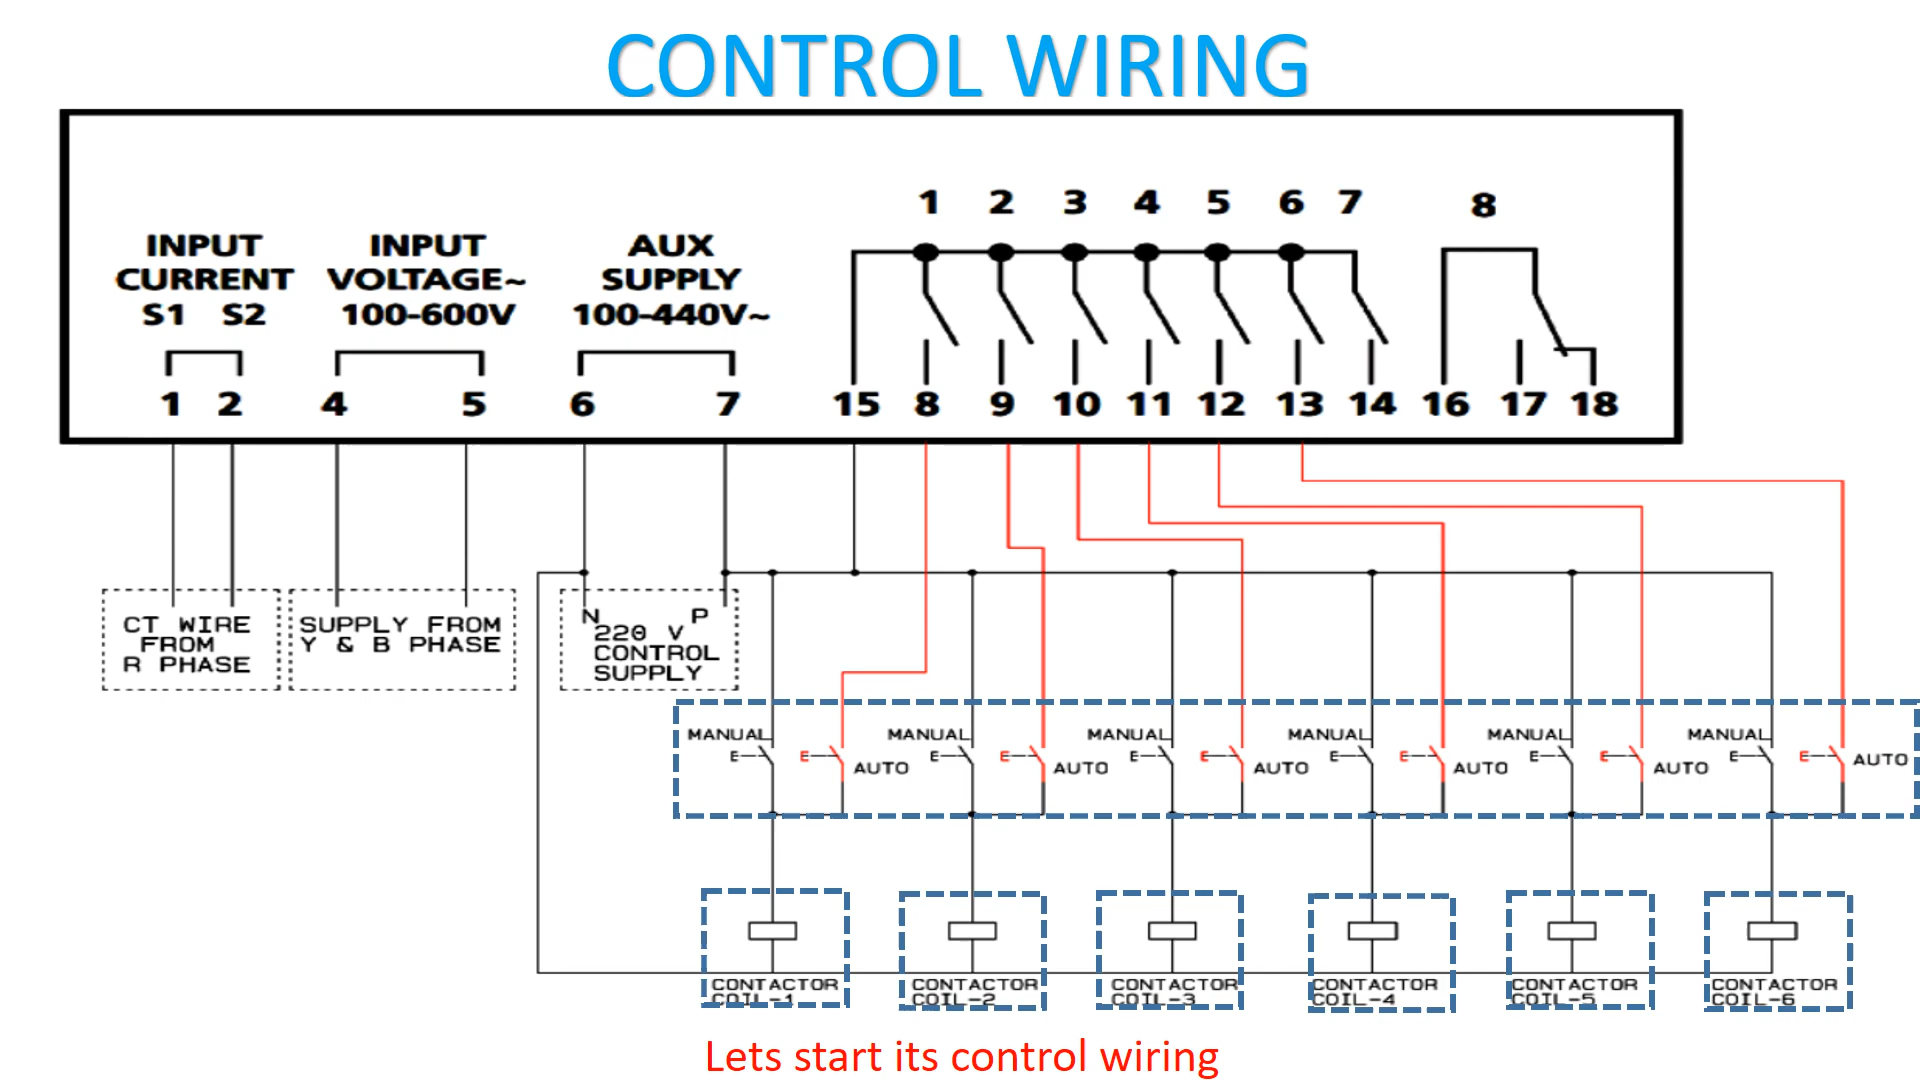 CONTROL WIRING
1 2 3 4 5 6 7 8
INPUT CURRENT
S1 S2
INPUT VOLTAGE~
100-600V
AUX SUPPLY
100-440V~
1 2 4 5 6 7 15 8 9 10 11 12 13 14 16 17 18
CT WIRE
FROM
R PHASE
SUPPLY FROM
Y & B PHASE
N P
220 V
CONTROL
SUPPLY
MANUAL E AUTO E MANUAL E AUTO E MANUAL E AUTO E MANUAL E AUTO E MANUAL E AUTO E MANUAL E AUTO E
CONTACTOR
COIL-1
CONTACTOR
COIL-2
CONTACTOR
COIL-3
CONTACTOR
COIL-4
CONTACTOR
COIL-5
CONTACTOR
COIL-6
Lets start its control wiring